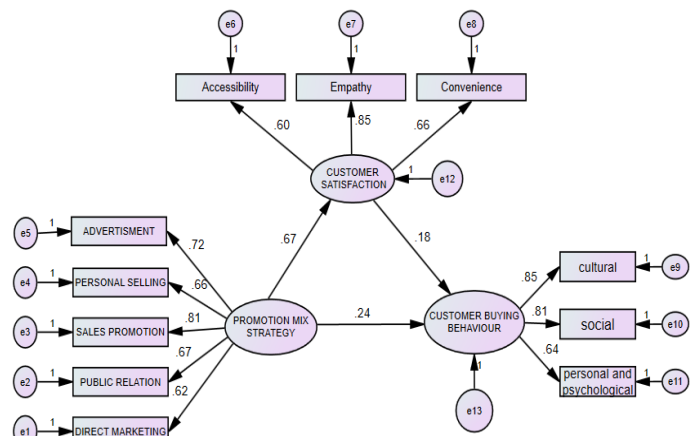 e6
e7
e8
1
1
1
Accessibility
Empathy
Convenience
.60
.85
.66
CUSTOMER
SATISFACTION
1
e12
e5
1
ADVERTISMENT
.72
.67
.18
e4
1
PERSONAL SELLING
.66
e3
1
SALES PROMOTION
.81
PROMOTION MIX
STRATEGY
.24
CUSTOMER BUYING
BEHAVIOUR
.85
cultural
1
e9
.81
social
1
e10
.64
personal and
psychological
1
e11
e2
1
PUBLIC RELATION
.67
.62
e1
1
DIRECT MARKETING
1
e13